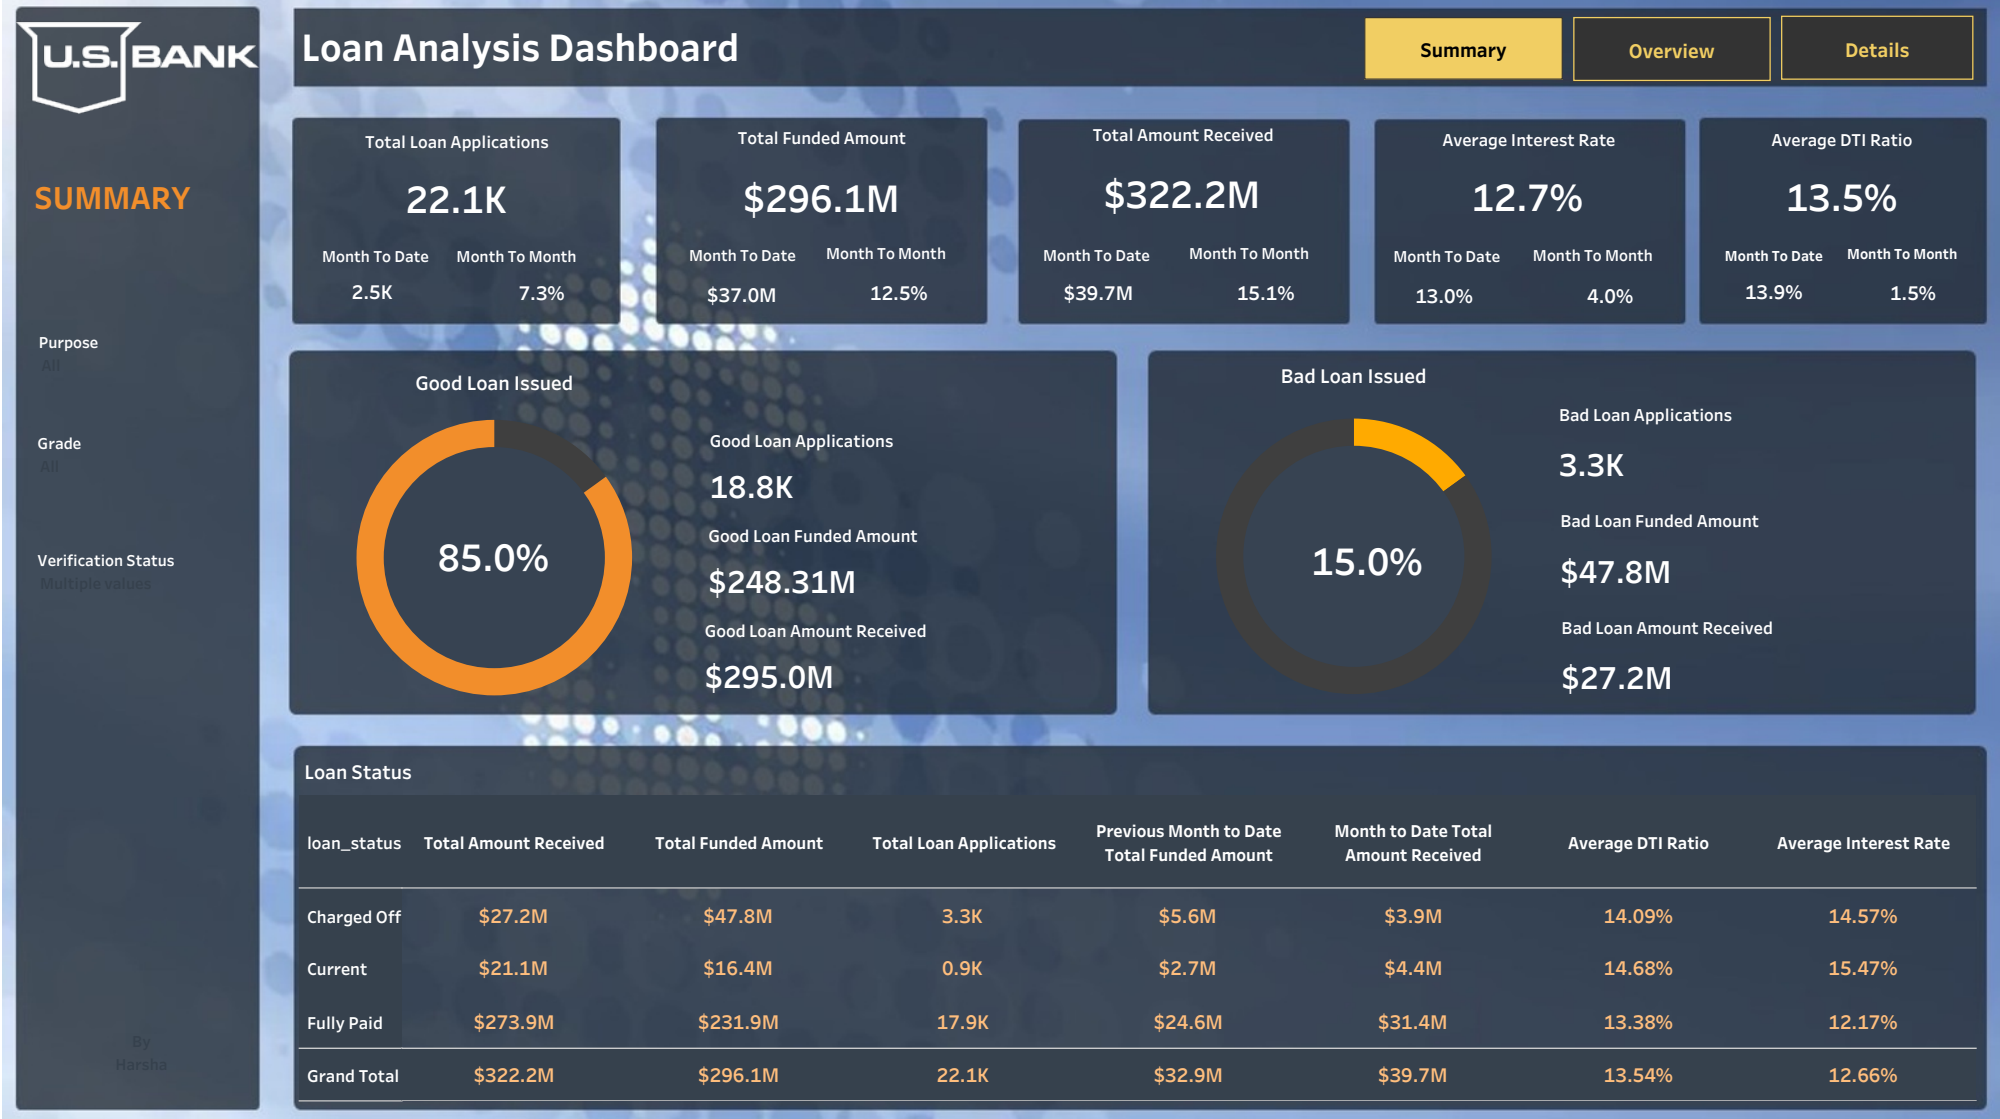 U.S. BANK
Loan Analysis Dashboard
Summary
Overview
Details
SUMMARY
Purpose
All
Grade
All
Verification Status
Multiple values
By
Harsha
Total Loan Applications
22.1K
Month To Date Month To Month
2.5K 7.3%
Total Funded Amount
$296.1M
Month To Date Month To Month
$37.0M 12.5%
Total Amount Received
$322.2M
Month To Date Month To Month
$39.7M 15.1%
Average Interest Rate
12.7%
Month To Date Month To Month
13.0% 4.0%
Average DTI Ratio
13.5%
Month To Date Month To Month
13.9% 1.5%
Good Loan Issued
85.0%
Good Loan Applications
18.8K
Good Loan Funded Amount
$248.31M
Good Loan Amount Received
$295.0M
Bad Loan Issued
15.0%
Bad Loan Applications
3.3K
Bad Loan Funded Amount
$47.8M
Bad Loan Amount Received
$27.2M
Loan Status
loan_status Total Amount Received Total Funded Amount Total Loan Applications Previous Month to Date Total Funded Amount Month to Date Total Amount Received Average DTI Ratio Average Interest Rate
Charged Off $27.2M $47.8M 3.3K $5.6M $3.9M 14.09% 14.57%
Current $21.1M $16.4M 0.9K $2.7M $4.4M 14.68% 15.47%
Fully Paid $273.9M $231.9M 17.9K $24.6M $31.4M 13.38% 12.17%
Grand Total $322.2M $296.1M 22.1K $32.9M $39.7M 13.54% 12.66%